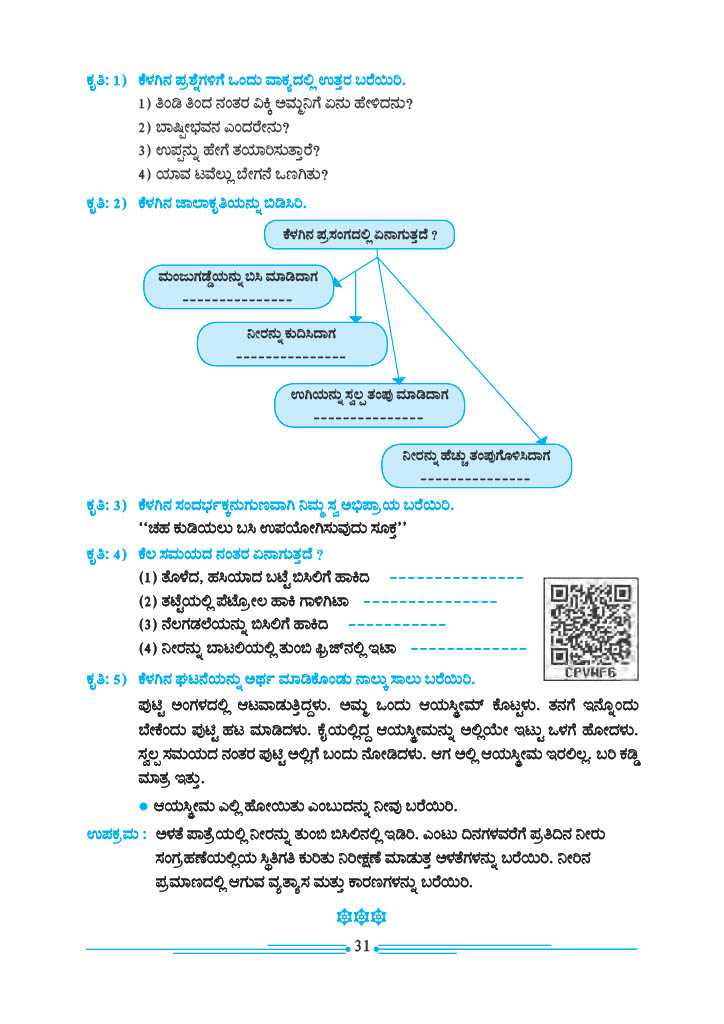 ಕೃತಿ: 1) ಕೆಳಗಿನ ಪ್ರಶ್ನೆಗಳಿಗೆ ಒಂದು ವಾಕ್ಯದಲ್ಲಿ ಉತ್ತರ ಬರೆಯಿರಿ.
1) ತಿಂಡಿ ತಿಂದ ನಂತರ ವಿಕ್ಕಿ ಅಮ್ಮನಿಗೆ ಏನು ಹೇಳಿದನು?
2) ಬಾಷ್ಪೀಭವನ ಎಂದರೇನು?
3) ಉಪ್ಪನ್ನು ಹೇಗೆ ತಯಾರಿಸುತ್ತಾರೆ?
4) ಯಾವ ಟವೆಲ್ಲು ಬೇಗನೆ ಒಣಗಿತು?
ಕೃತಿ: 2) ಕೆಳಗಿನ ಜಾಲಾಕೃತಿಯನ್ನು ಬಿಡಿಸಿರಿ.
ಕೆಳಗಿನ ಪ್ರಸಂಗದಲ್ಲಿ ಏನಾಗುತ್ತದೆ ?
ಮಂಜುಗಡ್ಡೆಯನ್ನು ಬಿಸಿ ಮಾಡಿದಾಗ
---------------
ನೀರನ್ನು ಕುದಿಸಿದಾಗ
---------------
ಉಗಿಯನ್ನು ಸ್ವಲ್ಪ ತಂಪು ಮಾಡಿದಾಗ
---------------
ನೀರನ್ನು ಹೆಚ್ಚು ತಂಪುಗೊಳಿಸಿದಾಗ
---------------
ಕೃತಿ: 3) ಕೆಳಗಿನ ಸಂದರ್ಭಕ್ಕನುಗುಣವಾಗಿ ನಿಮ್ಮ ಸ್ವ ಅಭಿಪ್ರಾಯ ಬರೆಯಿರಿ.
‘‘ಚಹ ಕುಡಿಯಲು ಬಸಿ ಉಪಯೋಗಿಸುವುದು ಸೂಕ್ತ’’
ಕೃತಿ: 4) ಕೆಲ ಸಮಯದ ನಂತರ ಏನಾಗುತ್ತದೆ ?
(1) ತೊಳೆದ, ಹಸಿಯಾದ ಬಟ್ಟೆ ಬಿಸಿಲಿಗೆ ಹಾಕಿದ ---------------
(2) ತಟ್ಟೆಯಲ್ಲಿ ಪೆಟ್ರೋಲ ಹಾಕಿ ಗಾಳಿಗಿಟಾ ---------------
(3) ನೆಲಗಡಲೆಯನ್ನು ಬಿಸಿಲಿಗೆ ಹಾಕಿದ -----------
(4) ನೀರನ್ನು ಬಾಟಲಿಯಲ್ಲಿ ತುಂಬಿ ಫ್ರಿಜ್‌ನಲ್ಲಿ ಇಟಾ -------------
CPVWF6
ಕೃತಿ: 5) ಕೆಳಗಿನ ಘಟನೆಯನ್ನು ಅರ್ಥ ಮಾಡಿಕೊಂಡು ನಾಲ್ಕು ಸಾಲು ಬರೆಯಿರಿ.
ಪುಟ್ಟಿ ಅಂಗಳದಲ್ಲಿ ಆಟವಾಡುತ್ತಿದ್ದಳು. ಅಮ್ಮ ಒಂದು ಆಯಸ್ಕ್ರೀಮ್ ಕೊಟ್ಟಳು. ತನಗೆ ಇನ್ನೊಂದು
ಬೇಕೆಂದು ಪುಟ್ಟಿ ಹಟ ಮಾಡಿದಳು. ಕೈಯಲ್ಲಿದ್ದ ಆಯಸ್ಕ್ರೀಮನ್ನು ಅಲ್ಲಿಯೇ ಇಟ್ಟು ಒಳಗೆ ಹೋದಳು.
ಸ್ವಲ್ಪ ಸಮಯದ ನಂತರ ಪುಟ್ಟಿ ಅಲ್ಲಿಗೆ ಬಂದು ನೋಡಿದಳು. ಆಗ ಅಲ್ಲಿ ಆಯಸ್ಕ್ರೀಮ ಇರಲಿಲ್ಲ. ಬರಿ ಕಡ್ಡಿ
ಮಾತ್ರ ಇತ್ತು.
● ಆಯಸ್ಕ್ರೀಮ ಎಲ್ಲಿ ಹೋಯಿತು ಎಂಬುದನ್ನು ನೀವು ಬರೆಯಿರಿ.
ಉಪಕ್ರಮ : ಅಳತೆ ಪಾತ್ರೆಯಲ್ಲಿ ನೀರನ್ನು ತುಂಬಿ ಬಿಸಿಲಿನಲ್ಲಿ ಇಡಿರಿ. ಎಂಟು ದಿನಗಳವರೆಗೆ ಪ್ರತಿದಿನ ನೀರು
ಸಂಗ್ರಹಣೆಯಲ್ಲಿಯ ಸ್ಥಿತಿಗತಿ ಕುರಿತು ನಿರೀಕ್ಷಣೆ ಮಾಡುತ್ತ ಅಳತೆಗಳನ್ನು ಬರೆಯಿರಿ. ನೀರಿನ
ಪ್ರಮಾಣದಲ್ಲಿ ಆಗುವ ವ್ಯತ್ಯಾಸ ಮತ್ತು ಕಾರಣಗಳನ್ನು ಬರೆಯಿರಿ.
31